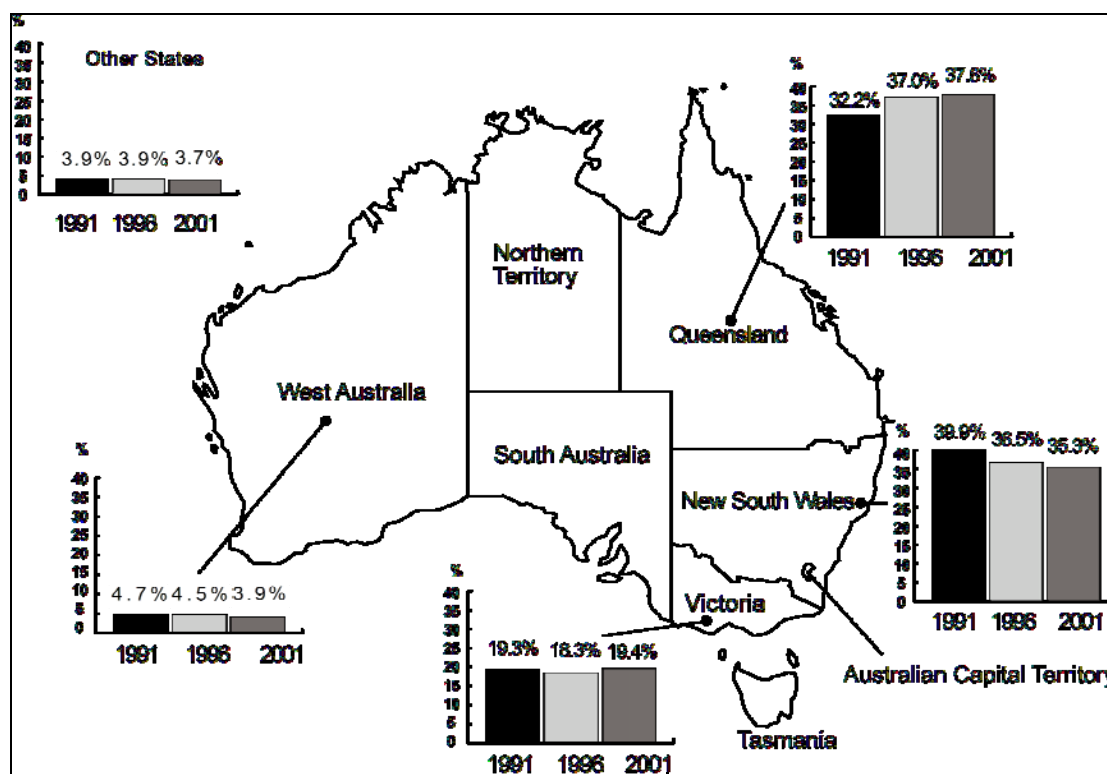 %
40
35
30
25
20
15
10
5
0
Other States
3.9% 3.9% 3.7%
1991 1996 2001
%
40
35
30
25
20
15
10
5
0
32.2% 37.0%
1991 1996 2001
Northern
Territory
Queensland
West Australia
South Australia
New South Wales
%
40
35
30
25
20
15
10
5
0
39.9% 36.5% 35.3%
1991 1996 2001
%
40
35
30
25
20
15
10
5
0
4.7% 4.5% 3.9%
1991 1996 2001
%
40
35
30
25
20
15
10
5
0
19.3% 18.3% 19.4%
1991 1996 2001
Victoria
Australian Capital Territory
Tasmania